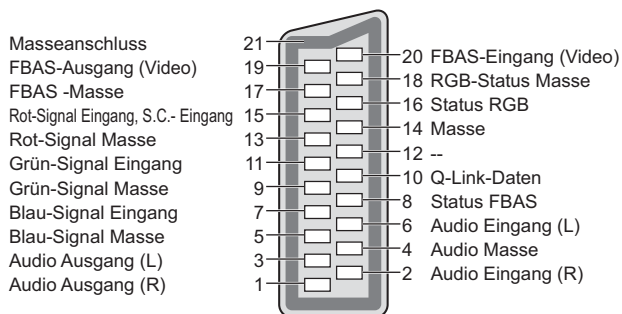 Masseanschluss 21
FBAS-Ausgang (Video) 19
FBAS -Masse 17
Rot-Signal Eingang, S.C.- Eingang 15
Rot-Signal Masse 13
Grün-Signal Eingang 11
Grün-Signal Masse 9
Blau-Signal Eingang 7
Blau-Signal Masse 5
Audio Ausgang (L) 3
Audio Ausgang (R) 1
20 FBAS-Eingang (Video)
18 RGB-Status Masse
16 Status RGB
14 Masse
12 --
10 Q-Link-Daten
8 Status FBAS
6 Audio Eingang (L)
4 Audio Masse
2 Audio Eingang (R)